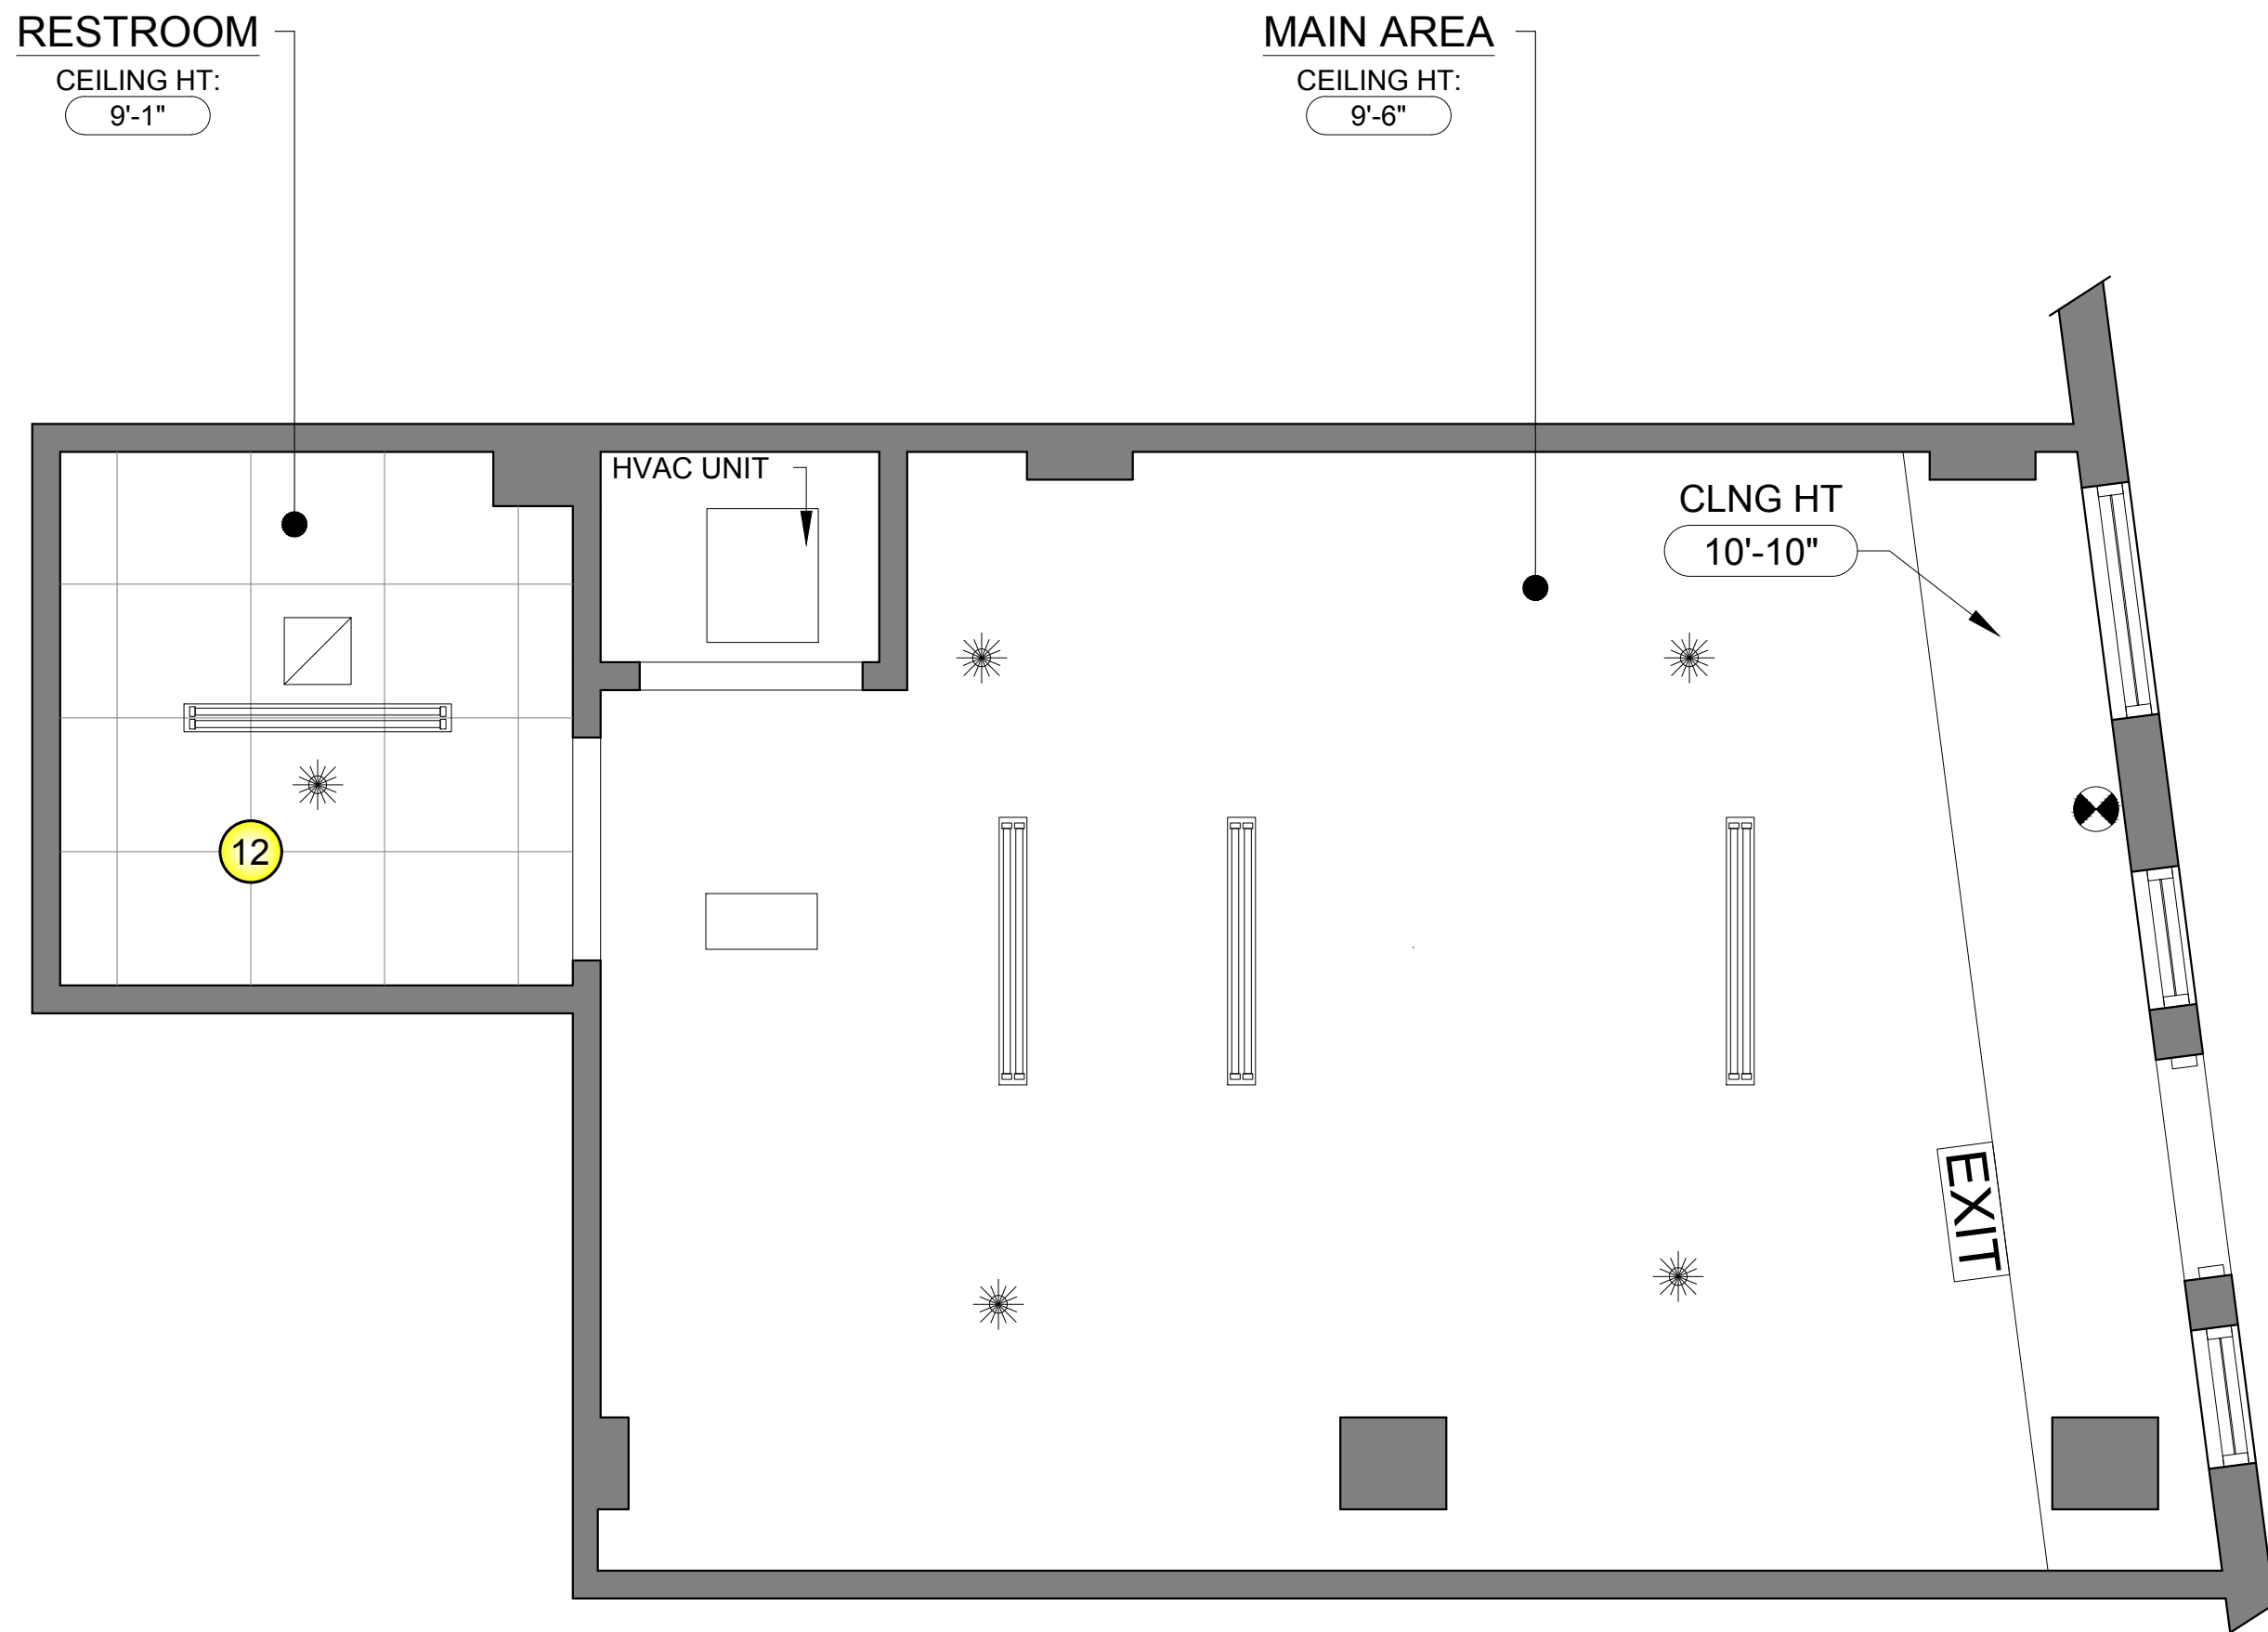 RESTROOM
CEILING HT:
9'-1"
MAIN AREA
CEILING HT:
9'-6"
HVAC UNIT
CLNG HT
10'-10"
12
EXIT